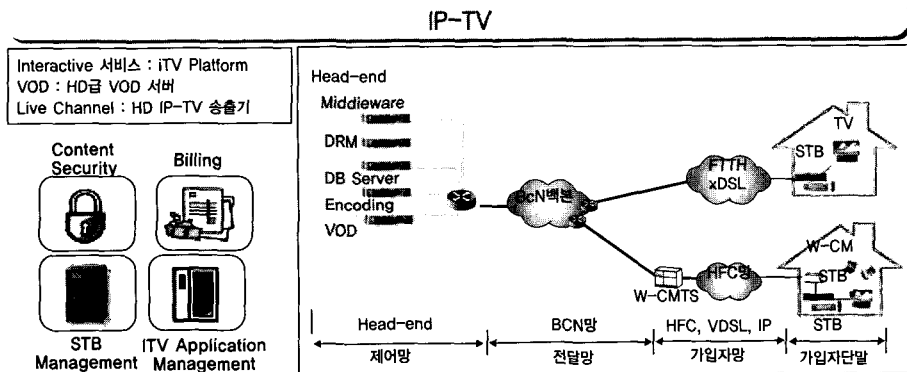 IP-TV
Interactive 서비스 : iTV Platform
VOD : HD급 VOD 서버
Live Channel : HD IP-TV 송출기
Content
Security
Billing
STB
Management
ITV Application
Management
Head-end
Middleware
DRM
DB Server
Encoding
VOD
BcN백본
FTTH
xDSL
TV
STB
W-CMTS
HFC망
W-CM
STB
Head-end
BCN망
HFC, VDSL, IP
STB
제어망
전달망
가입자망
가입자단말